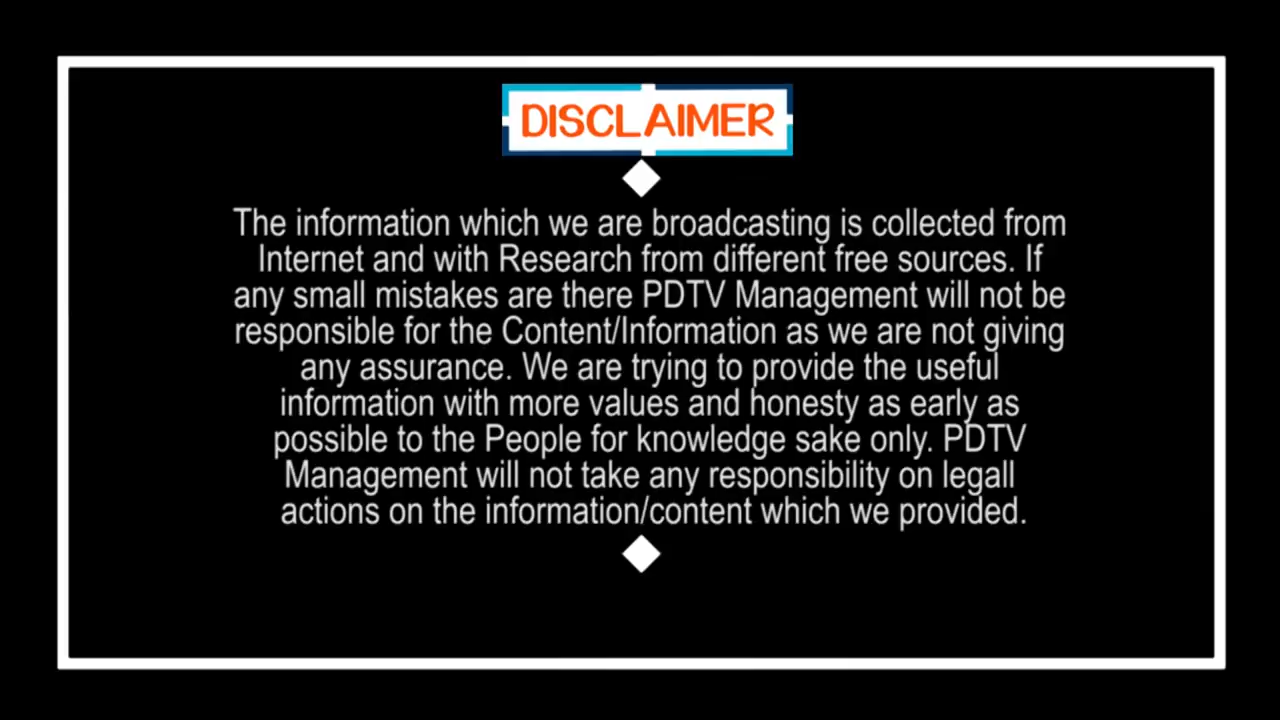 DISCLAIMER
The information which we are broadcasting is collected from
Internet and with Research from different free sources. If
any small mistakes are there PDTV Management will not be
responsible for the Content/Information as we are not giving
any assurance. We are trying to provide the useful
information with more values and honesty as early as
possible to the People for knowledge sake only. PDTV
Management will not take any responsibility on legall
actions on the information/content which we provided.